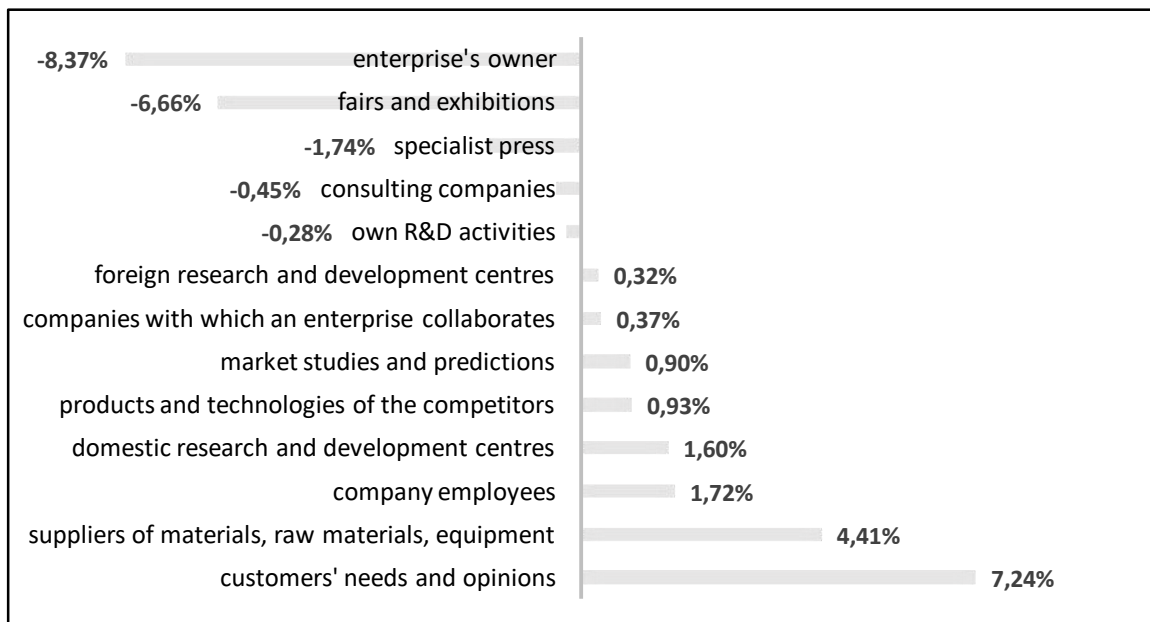 -8,37% enterprise's owner
-6,66% fairs and exhibitions
-1,74% specialist press
-0,45% consulting companies
-0,28% own R&D activities
foreign research and development centres 0,32%
companies with which an enterprise collaborates 0,37%
market studies and predictions 0,90%
products and technologies of the competitors 0,93%
domestic research and development centres 1,60%
company employees 1,72%
suppliers of materials, raw materials, equipment 4,41%
customers' needs and opinions 7,24%